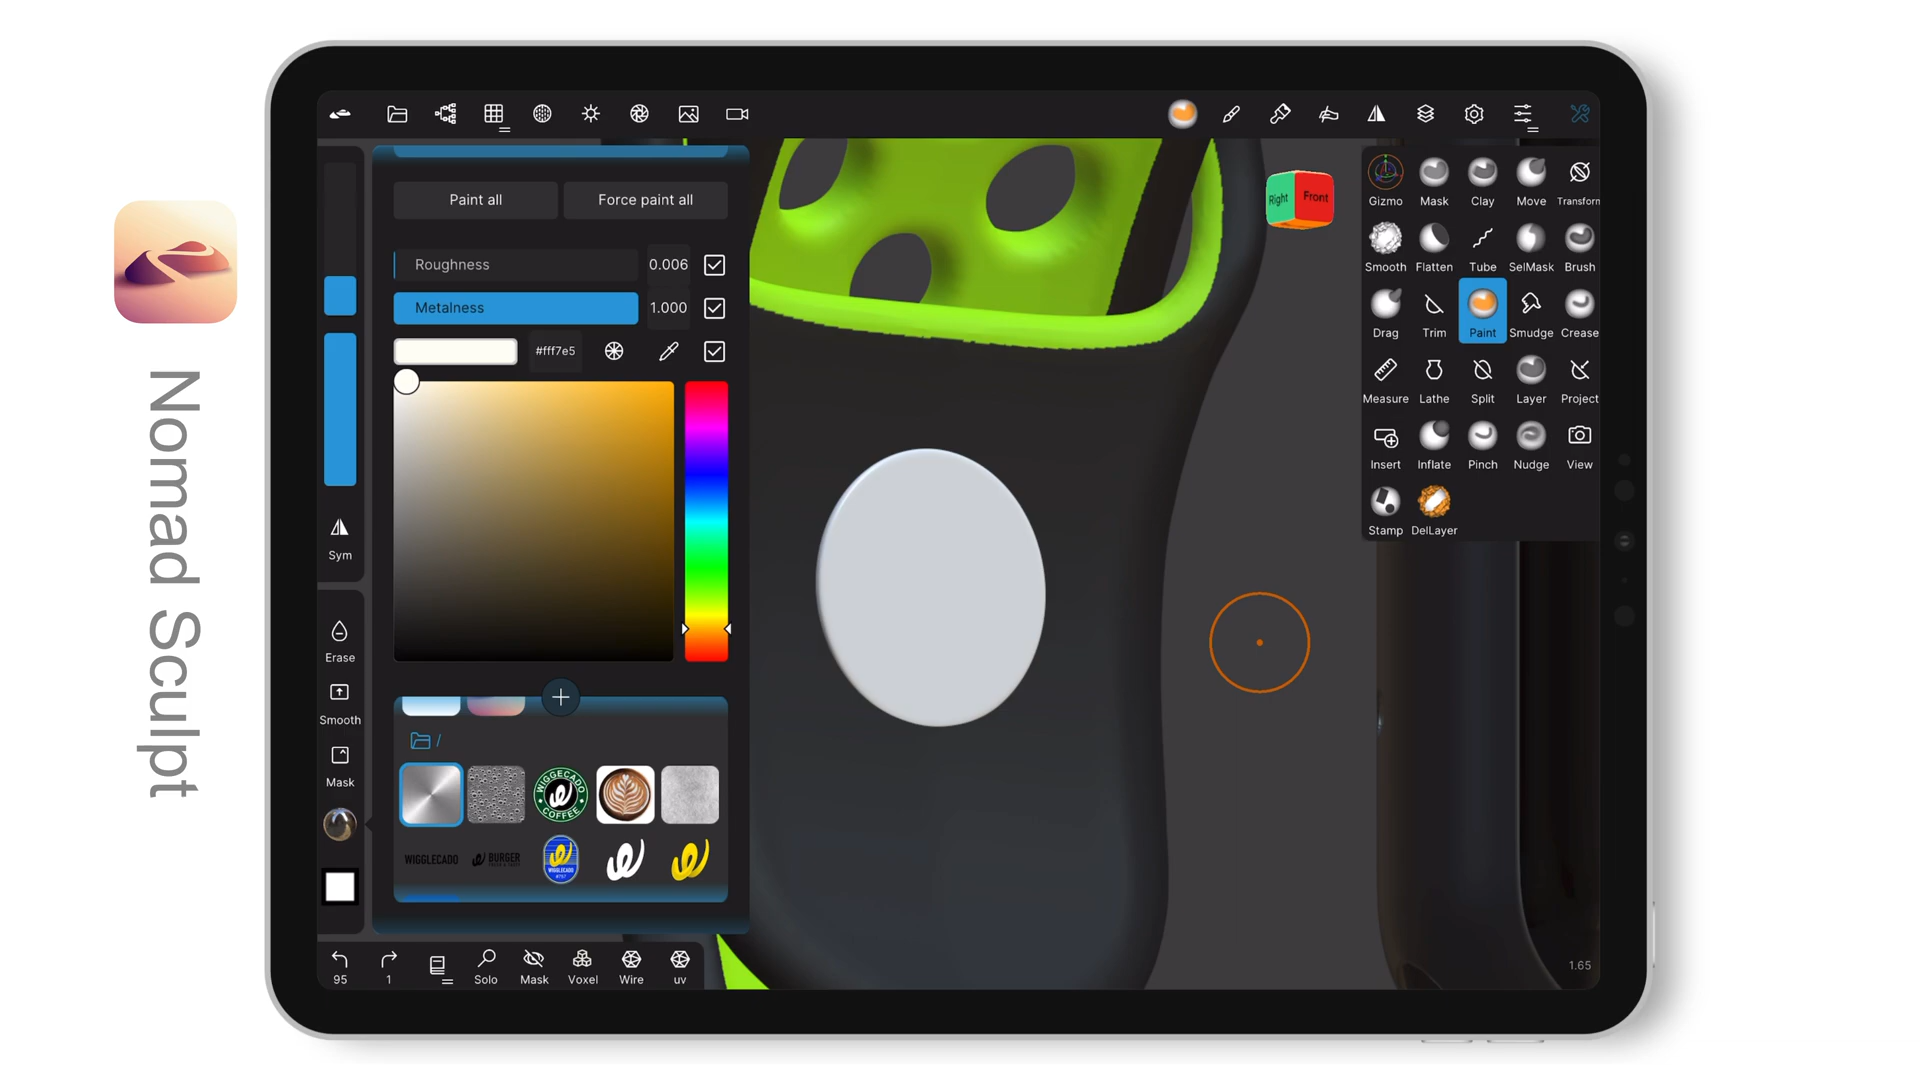 Nomad Sculpt
Paint all
Force paint all
Roughness
0.006
Metalness
1.000
#fff7e5
Sym
Erase
Smooth
Mask
/
WIGGECADO
COFFEE
WIGGLECADO
BURGER
WIGGLECADO
95
1
Solo
Mask
Voxel
Wire
uv
Right
Front
Gizmo
Mask
Clay
Move
Transform
Smooth
Flatten
Tube
SelMask
Brush
Drag
Trim
Paint
Smudge
Crease
Measure
Lathe
Split
Layer
Project
Insert
Inflate
Pinch
Nudge
View
Stamp
DelLayer
1.65